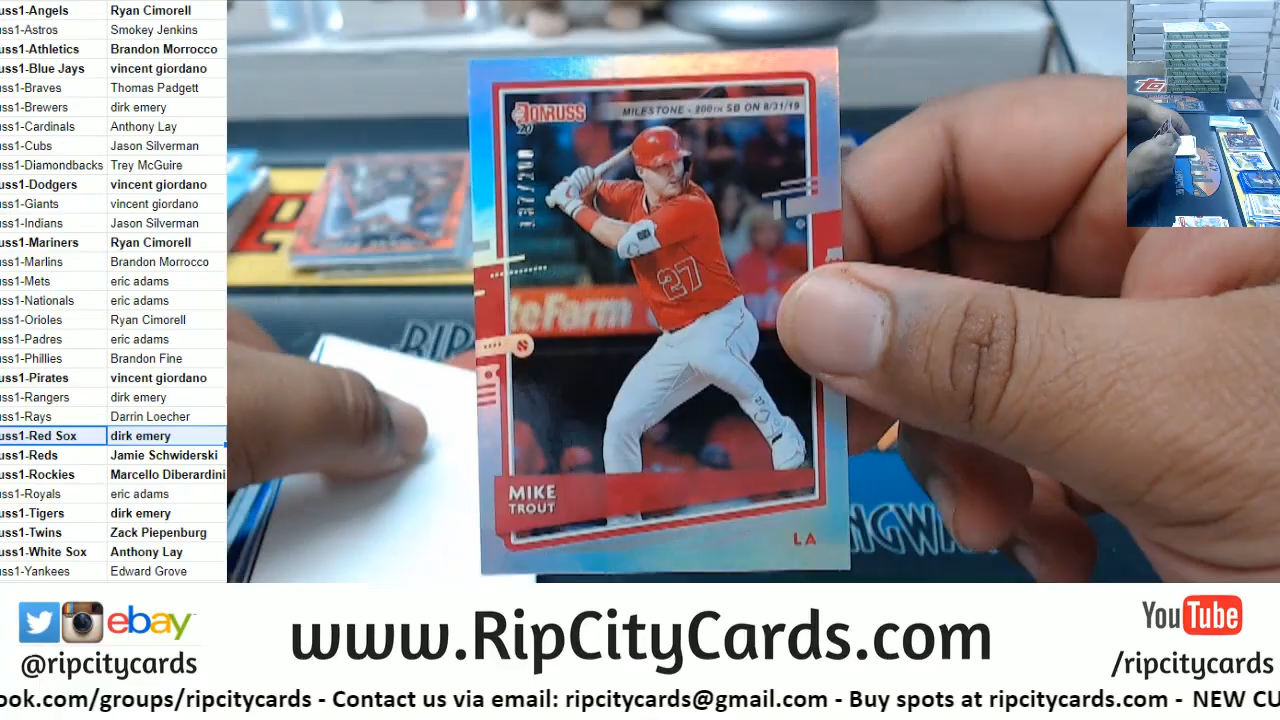 uss1-Angels Ryan Cimorell
uss1-Astros Smokey Jenkins
uss1-Athletics Brandon Morrocco
uss1-Blue Jays vincent giordano
uss1-Braves Thomas Padgett
uss1-Brewers dirk emery
uss1-Cardinals Anthony Lay
uss1-Cubs Jason Silverman
uss1-Diamondbacks Trey McGuire
uss1-Dodgers vincent giordano
uss1-Giants vincent giordano
uss1-Indians Jason Silverman
uss1-Mariners Ryan Cimorell
uss1-Marlins Brandon Morrocco
uss1-Mets eric adams
uss1-Nationals eric adams
uss1-Orioles Ryan Cimorell
uss1-Padres eric adams
uss1-Phillies Brandon Fine
uss1-Pirates vincent giordano
uss1-Rangers dirk emery
uss1-Rays Darrin Loecher
uss1-Red Sox dirk emery
uss1-Reds Jamie Schwiderski
uss1-Rockies Marcello Diberardini
uss1-Royals eric adams
uss1-Tigers dirk emery
uss1-Twins Zack Piepenburg
uss1-White Sox Anthony Lay
uss1-Yankees Edward Grove
DONRUSS
20
MILESTONE - 200TH SB ON 8/31/19
137/200
27
teFarm
MIKE
TROUT
LA
RIP
NGW
ebay
@ripcitycards
www.RipCityCards.com
YouTube
/ripcitycards
ook.com/groups/ripcitycards - Contact us via email: ripcitycards@gmail.com - Buy spots at ripcitycards.com - NEW CU